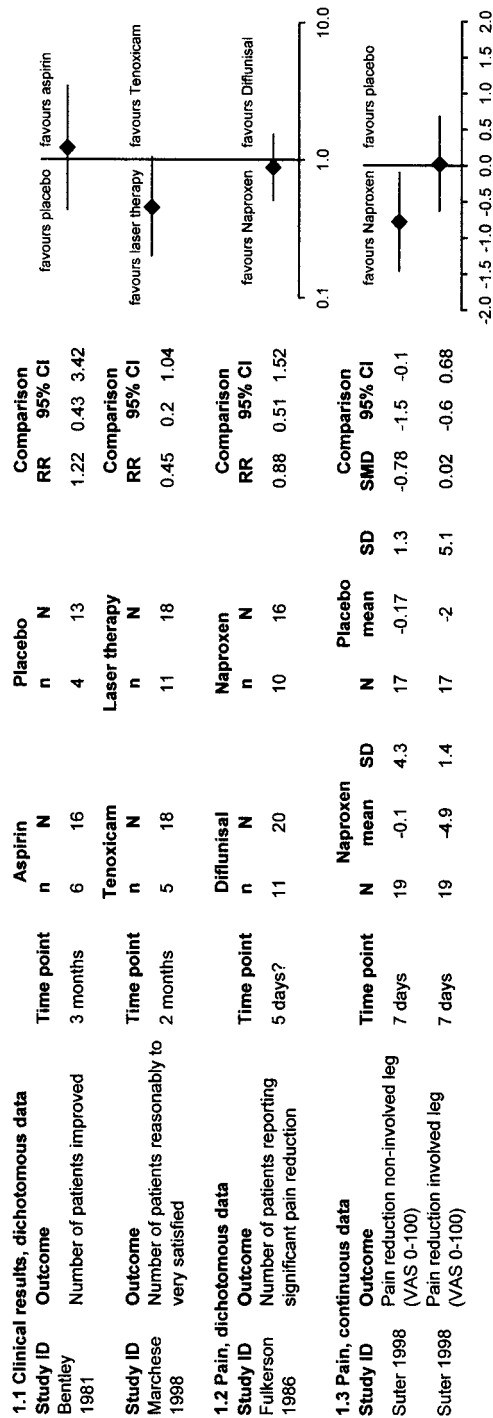 1.1 Clinical results, dichotomous data
Aspirin Placebo Comparison
Study ID Outcome Time point n N n N RR 95% CI favours placebo favours aspirin
Bentley 1981 Number of patients improved 3 months 6 16 4 13 1.22 0.43 3.42
Tenoxicam Laser therapy Comparison
Study ID Outcome Time point n N n N RR 95% CI favours laser therapy favours Tenoxicam
Marchese 1998 Number of patients reasonably to very satisfied 2 months 5 18 11 18 0.45 0.2 1.04
1.2 Pain, dichotomous data
Diflunisal Naproxen Comparison
Study ID Outcome Time point n N n N RR 95% CI favours Naproxen favours Diflunisal
Fulkerson 1986 Number of patients reporting significant pain reduction 5 days? 11 20 10 16 0.88 0.51 1.52
0.1 1.0 10.0
1.3 Pain, continuous data
Naproxen Placebo Comparison
Study ID Outcome Time point N mean SD N mean SD SMD 95% CI favours Naproxen favours placebo
Suter 1998 Pain reduction non-involved leg (VAS 0-100) 7 days 19 -0.1 4.3 17 -0.17 1.3 -0.78 -1.5 -0.1
Suter 1998 Pain reduction involved leg (VAS 0-100) 7 days 19 -4.9 1.4 17 -2 5.1 0.02 -0.6 0.68
-2.0 -1.5 -1.0 -0.5 0.0 0.5 1.0 1.5 2.0